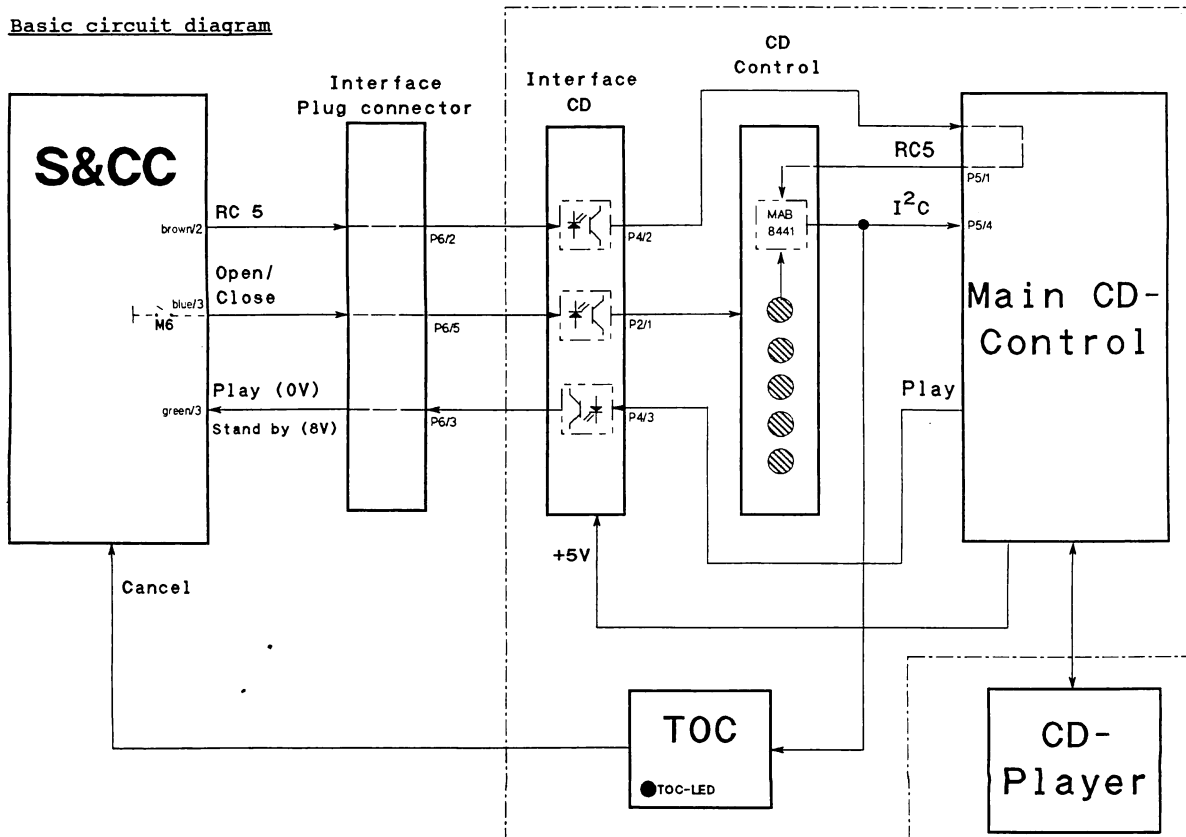 Basic circuit diagram
CD
Control
Interface
Plug connector
Interface
CD
S&CC
RC5
P5/1
RC 5
brown/2
P6/2
P4/2
MAB
8441
I²C
P5/4
Open/
Close
blue/3
M6
P6/5
P2/1
Main CD-
Control
Play (0V)
green/3
Stand by (8V)
P6/3
P4/3
Play
+5V
Cancel
TOC
TOC-LED
CD-
Player